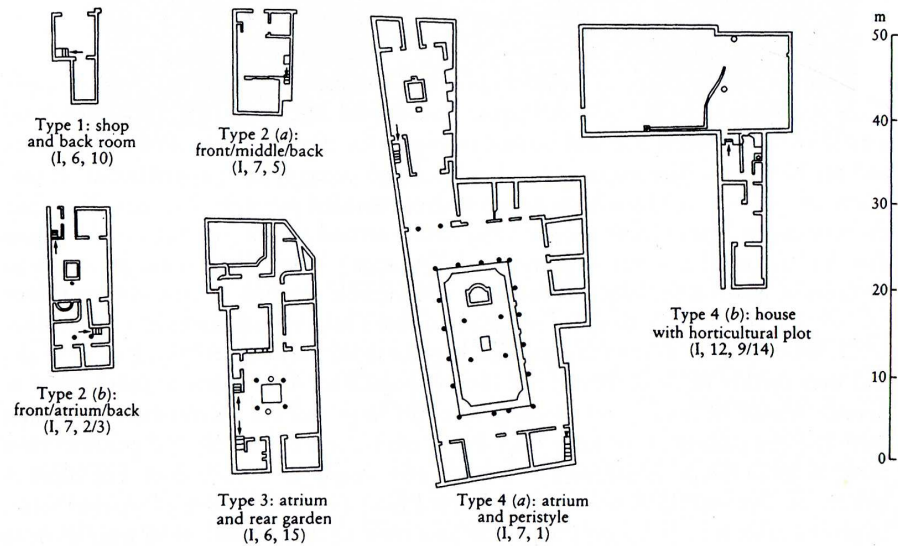 Type 1: shop
and back room
(I, 6, 10)
Type 2 (a):
front/middle/back
(I, 7, 5)
Type 2 (b):
front/atrium/back
(I, 7, 2/3)
Type 3: atrium
and rear garden
(I, 6, 15)
Type 4 (a): atrium
and peristyle
(I, 7, 1)
Type 4 (b): house
with horticultural plot
(I, 12, 9/14)
m
50
40
30
20
10
0